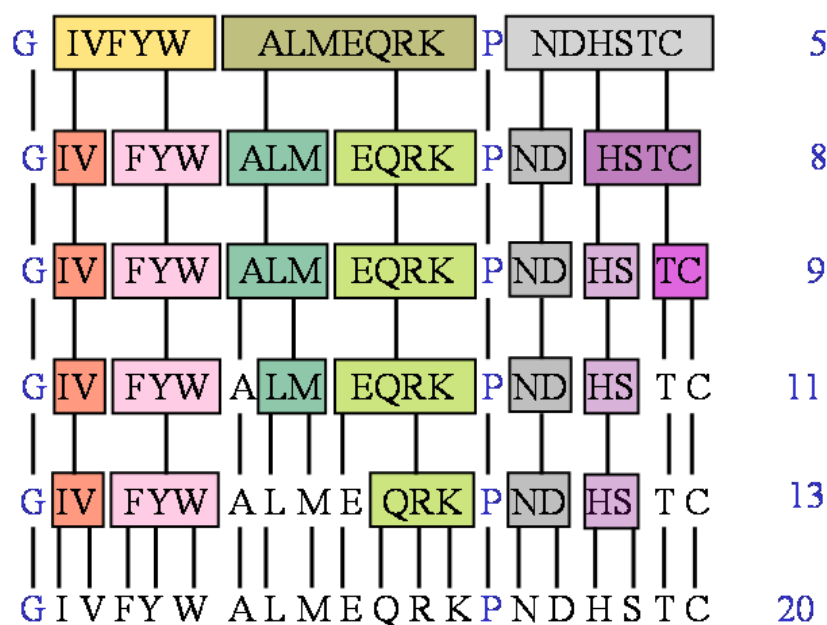 G IVFYW ALMEQRK P NDHSTC 5
G IV FYW ALM EQRK P ND HSTC 8
G IV FYW ALM EQRK P ND HS TC 9
G IV FYW A LM EQRK P ND HS T C 11
G IV FYW A L M E QRK P ND HS T C 13
G I V F Y W A L M E Q R K P N D H S T C 20